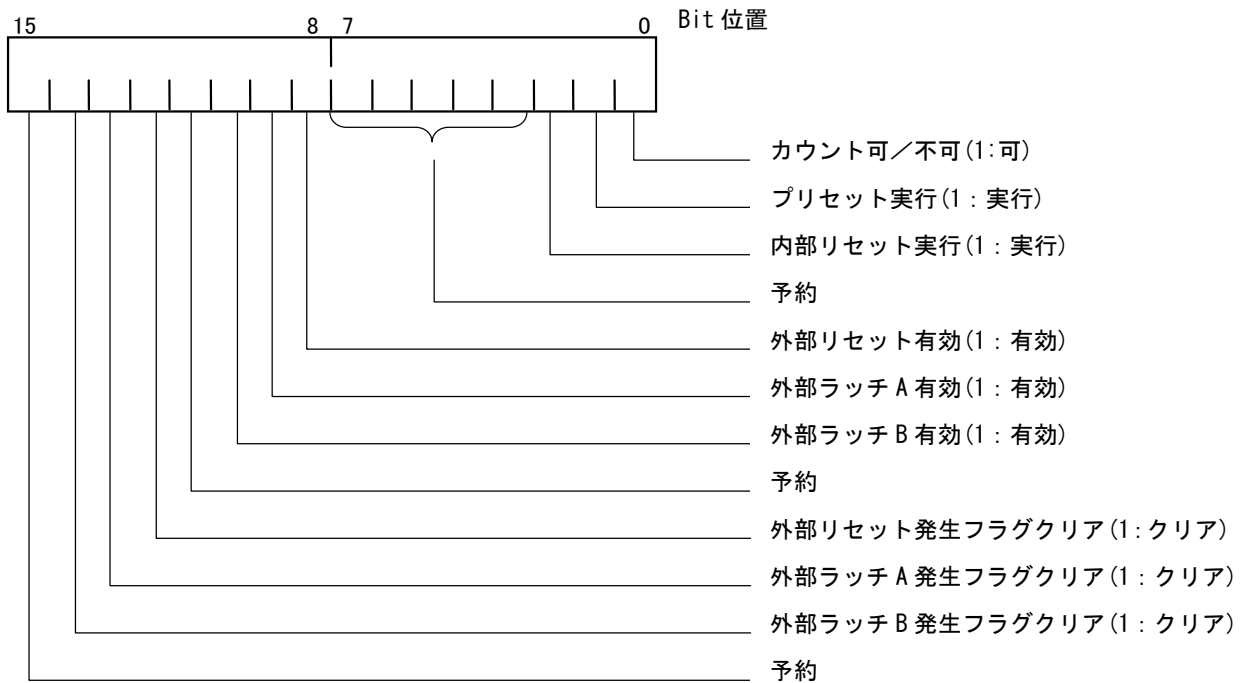 15 8 7 0 Bit 位置
カウント可／不可(1:可)
プリセット実行(1：実行)
内部リセット実行(1：実行)
予約
外部リセット有効(1：有効)
外部ラッチ A 有効(1：有効)
外部ラッチ B 有効(1：有効)
予約
外部リセット発生フラグクリア(1:クリア)
外部ラッチ A 発生フラグクリア(1：クリア)
外部ラッチ B 発生フラグクリア(1：クリア)
予約